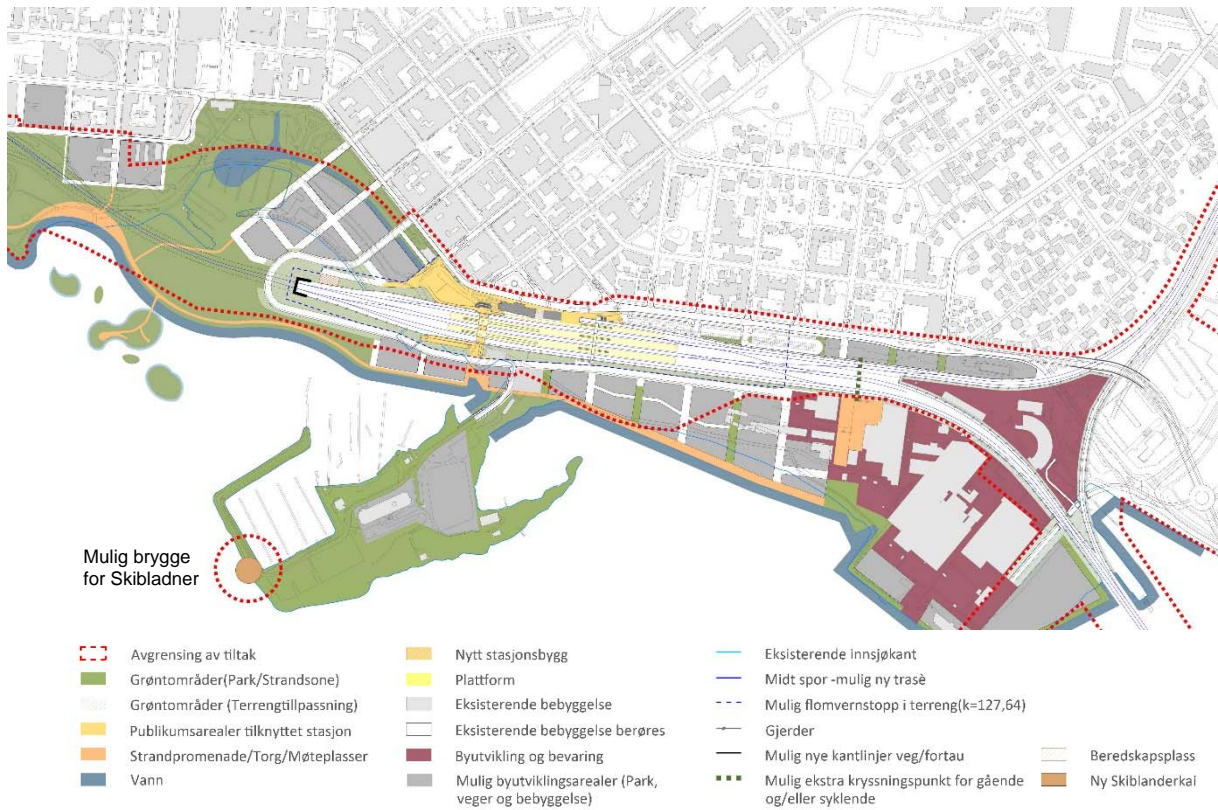 Mulig brygge
for Skibladner
Avgrensing av tiltak
Grøntområder(Park/Strandsone)
Grøntområder (Terrengtillpassning)
Publikumsarealer tilknyttet stasjon
Strandpromenade/Torg/Møteplasser
Vann
Nytt stasjonsbygg
Plattform
Eksisterende bebyggelse
Eksisterende bebyggelse berøres
Byutvikling og bevaring
Mulig byutviklingsarealer (Park,
veger og bebyggelse)
Eksisterende innsjøkant
Midt spor -mulig ny trasè
Mulig flomvernstopp i terreng(k=127,64)
Gjerder
Mulig nye kantlinjer veg/fortau
Mulig ekstra kryssningspunkt for gående
og/eller syklende
Beredskapsplass
Ny Skiblanderkai